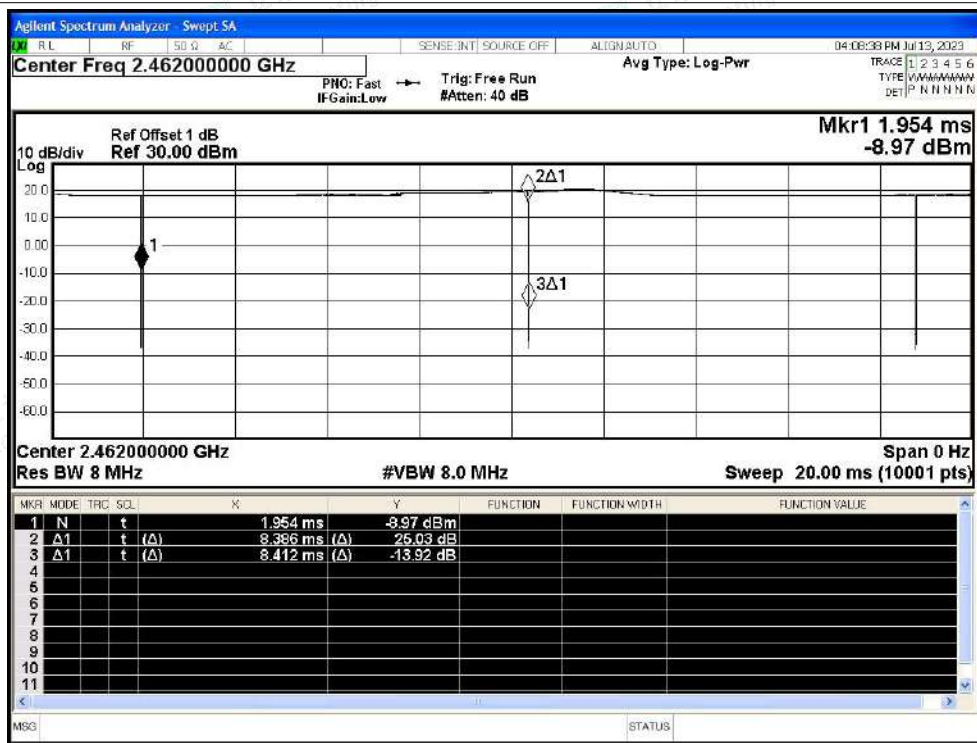 Agilent Spectrum Analyzer - Swept SA
LXI RL RF 50 Ω AC SENSE:INT SOURCE OFF ALIGN AUTO 04:08:38 PM Jul 13, 2023
Center Freq 2.462000000 GHz
PNO: Fast
IFGain:Low
Trig: Free Run
#Atten: 40 dB
Avg Type: Log-Pwr
TRACE 1 2 3 4 5 6
TYPE
DET P N N N N N
Mkr1 1.954 ms
-8.97 dBm
Ref Offset 1 dB
10 dB/div Ref 30.00 dBm
Log
20.0
10.0
0.00
-10.0
-20.0
-30.0
-40.0
-50.0
-60.0
2Δ1
1
3Δ1
Center 2.462000000 GHz Span 0 Hz
Res BW 8 MHz #VBW 8.0 MHz Sweep 20.00 ms (10001 pts)
MKR MODE TRC SCL X Y FUNCTION FUNCTION WIDTH FUNCTION VALUE
1 N t 1.954 ms -8.97 dBm
2 Δ1 t (Δ) 8.386 ms (Δ) 25.03 dB
3 Δ1 t (Δ) 8.412 ms (Δ) -13.92 dB
4
5
6
7
8
9
10
11
MSG STATUS